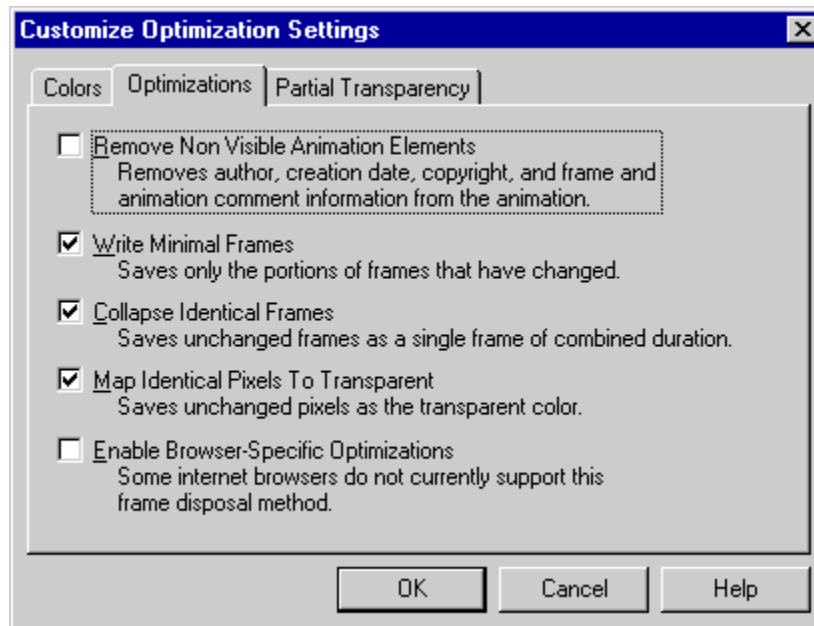 Customize Optimization Settings
Colors
Optimizations
Partial Transparency
Remove Non Visible Animation Elements
Removes author, creation date, copyright, and frame and
animation comment information from the animation.
Write Minimal Frames
Saves only the portions of frames that have changed.
Collapse Identical Frames
Saves unchanged frames as a single frame of combined duration.
Map Identical Pixels To Transparent
Saves unchanged pixels as the transparent color.
Enable Browser-Specific Optimizations
Some internet browsers do not currently support this
frame disposal method.
OK
Cancel
Help